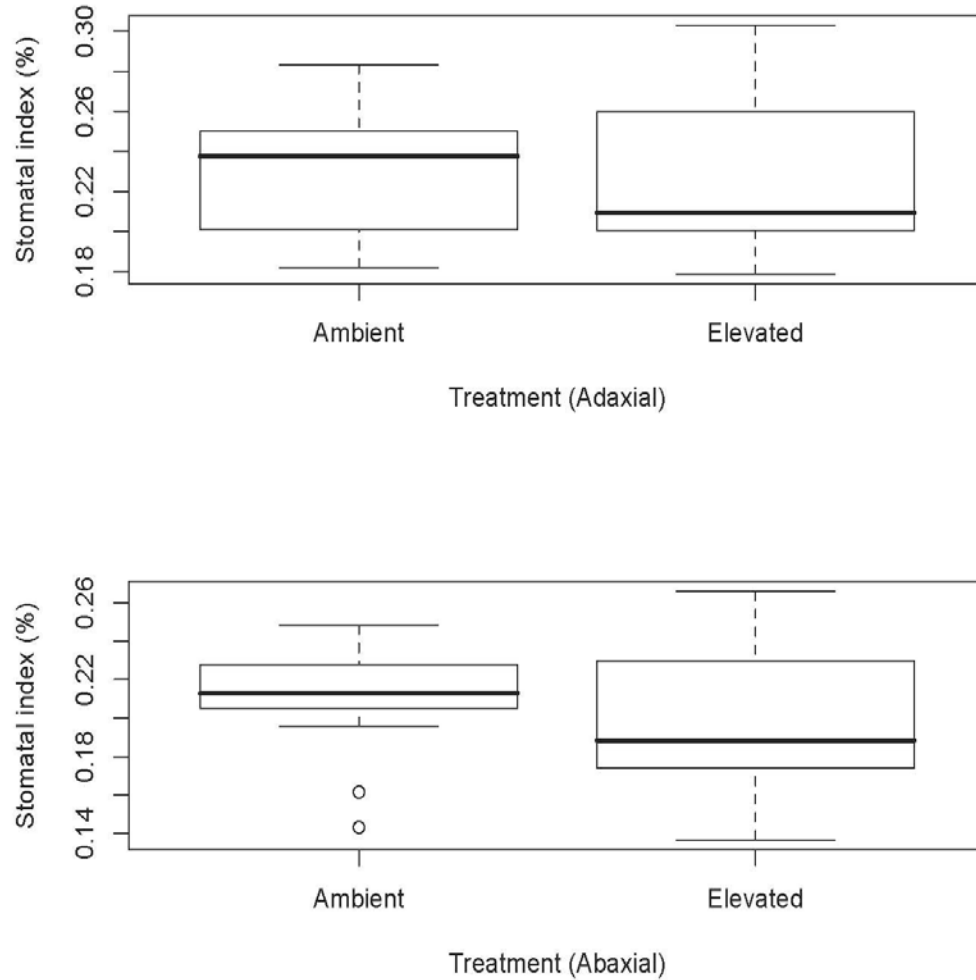 Stomatal index (%)
0.30
0.26
0.22
0.18
Ambient Elevated
Treatment (Adaxial)
Stomatal index (%)
0.26
0.22
0.18
0.14
Ambient Elevated
Treatment (Abaxial)